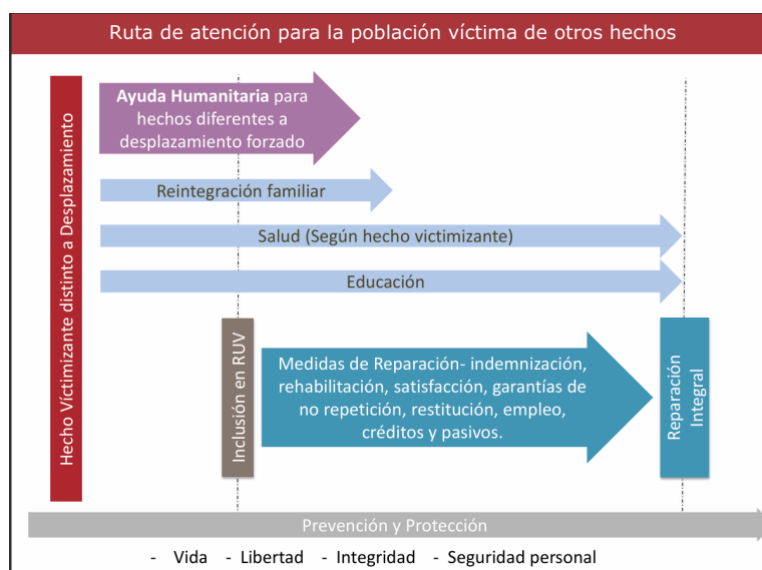 Ruta de atención para la población víctima de otros hechos
Hecho Victimizante distinto a Desplazamiento
Ayuda Humanitaria para
hechos diferentes a
desplazamiento forzado
Reintegración familiar
Salud (Según hecho victimizante)
Educación
Inclusión en RUV
Medidas de Reparación- indemnización,
rehabilitación, satisfacción, garantías de
no repetición, restitución, empleo,
créditos y pasivos.
Reparación
Integral
Prevención y Protección
- Vida - Libertad - Integridad - Seguridad personal